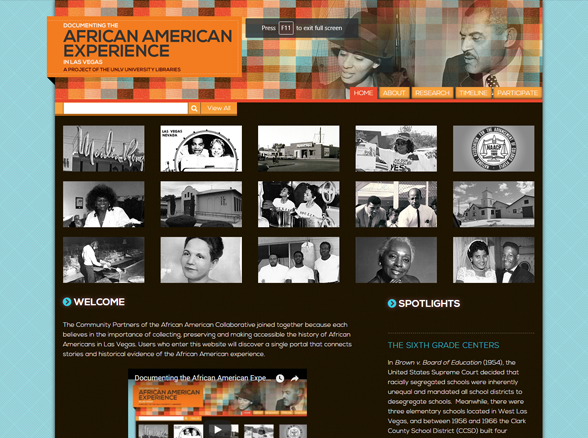 DOCUMENTING THE
AFRICAN AMERICAN
EXPERIENCE
IN LAS VEGAS
A PROJECT OF THE UNLV UNIVERSITY LIBRARIES
Press F11 to exit full screen
HOME ABOUT RESEARCH TIMELINE PARTICIPATE
View All
LAS VEGAS
NEVADA
YES
NAACP
WELCOME
The Community Partners of the African American Collaborative joined together because each
believes in the importance of collecting, preserving and making accessible the history of African
Americans in Las Vegas. Users who enter this website will discover a single portal that connects
stories and historical evidence of the African American experience.
Documenting the African American Expe...
AFRICAN AMERICAN
EXPERIENCE
SPOTLIGHTS
THE SIXTH GRADE CENTERS
In Brown v. Board of Education (1954), the
United States Supreme Court decided that
racially segregated schools were inherently
unequal and mandated all school districts to
desegregate schools. Meanwhile, there were
three elementary schools located in West Las
Vegas, and between 1956 and 1966 the Clark
County School District (CCSD) built four